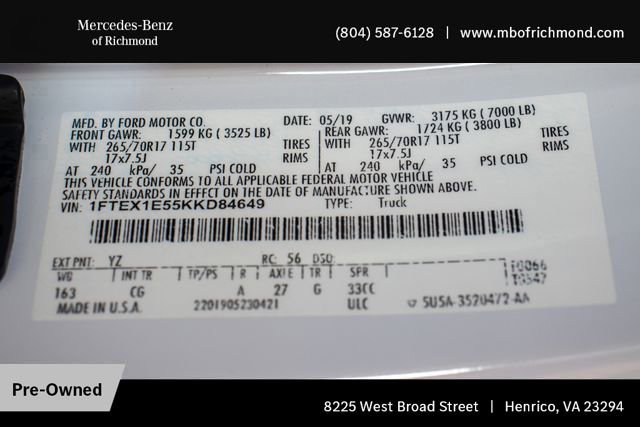 Mercedes-Benz
of Richmond
(804) 587-6128 | www.mbofrichmond.com
MFD. BY FORD MOTOR CO. DATE: 05/19 GVWR: 3175 KG ( 7000 LB)
FRONT GAWR: 1599 KG ( 3525 LB) REAR GAWR: 1724 KG ( 3800 LB)
WITH 265/70R17 115T TIRES WITH 265/70R17 115T TIRES
17x7.5J RIMS 17x7.5J RIMS
AT 240 kPa/ 35 PSI COLD AT 240 kPa/ 35 PSI COLD
THIS VEHICLE CONFORMS TO ALL APPLICABLE FEDERAL MOTOR VEHICLE
SAFETY STANDARDS IN EFFECT ON THE DATE OF MANUFACTURE SHOWN ABOVE.
VIN: 1FTEX1E55KKD84649 TYPE: Truck
EXT PNT: YZ RC: 56 DSO:
WB INT TR TP/PS R AXLE TR SPR
163 CG A 27 G 33CC
MADE IN U.S.A. 2201905230421 ULC 5U5A-3520472-AA
Pre-Owned
8225 West Broad Street | Henrico, VA 23294